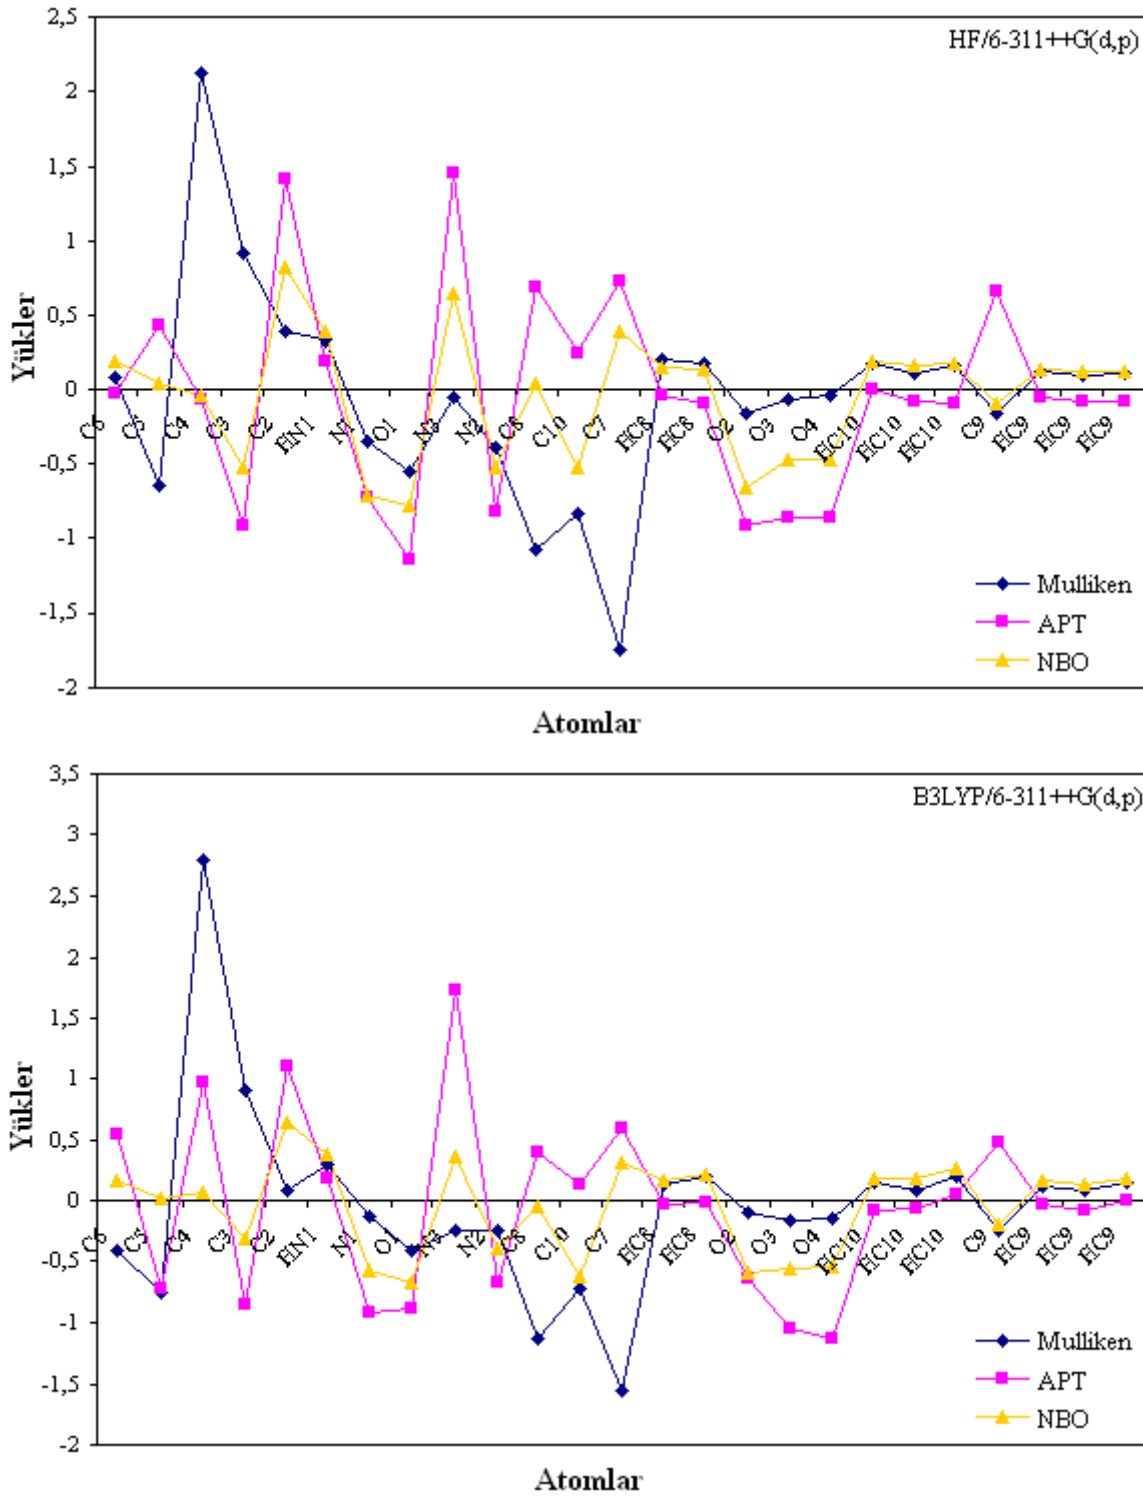 HF/6-311++G(d,p)
2,5
2
1,5
1
0,5
0
-0,5
-1
-1,5
-2
Yükler
C6 C5 C4 C3 C2 HN1 N1 O1 N3 N2 C8 C10 C7 HC8 HC8 O2 O3 O4 HC10 HC10 HC10 C9 HC9 HC9 HC9
Mulliken
APT
NBO
Atomlar
B3LYP/6-311++G(d,p)
3,5
3
2,5
2
1,5
1
0,5
0
-0,5
-1
-1,5
-2
Yükler
C6 C5 C4 C3 C2 HN1 N1 O1 N3 N2 C8 C10 C7 HC8 HC8 O2 O3 O4 HC10 HC10 HC10 C9 HC9 HC9 HC9
Mulliken
APT
NBO
Atomlar